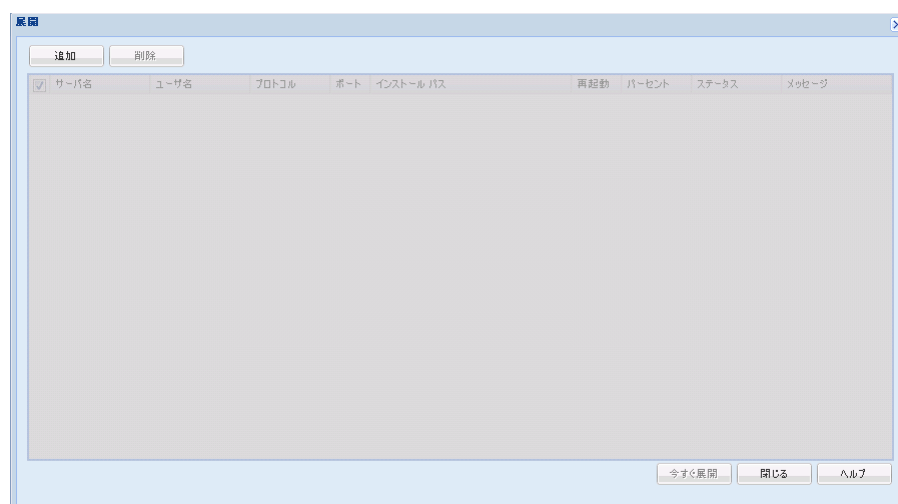 展開
追加 削除
サーバ名 ユーザ名 プロトコル ポート インストール パス 再起動 パーセント ステータス メッセージ
今すぐ展開 閉じる ヘルプ